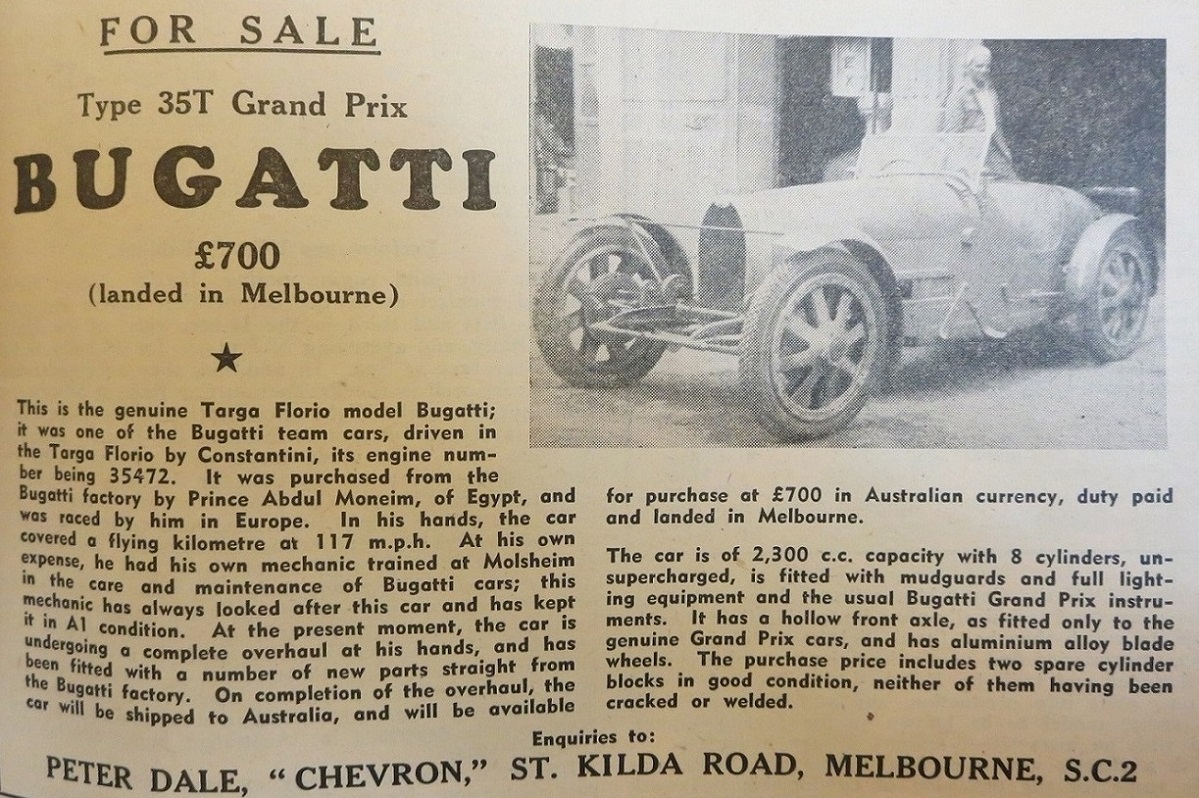 FOR SALE
Type 35T Grand Prix
BUGATTI
£700
(landed in Melbourne)
This is the genuine Targa Florio model Bugatti;
it was one of the Bugatti team cars, driven in
the Targa Florio by Constantini, its engine num-
ber being 35472. It was purchased from the
Bugatti factory by Prince Abdul Moneim, of Egypt, and
was raced by him in Europe. In his hands, the car
covered a flying kilometre at 117 m.p.h. At his own
expense, he had his own mechanic trained at Molsheim
in the care and maintenance of Bugatti cars; this
mechanic has always looked after this car and has kept
it in A1 condition. At the present moment, the car is
undergoing a complete overhaul at his hands, and has
been fitted with a number of new parts straight from
the Bugatti factory. On completion of the overhaul, the
car will be shipped to Australia, and will be available
for purchase at £700 in Australian currency, duty paid
and landed in Melbourne.
The car is of 2,300 c.c. capacity with 8 cylinders, un-
supercharged, is fitted with mudguards and full light-
ing equipment and the usual Bugatti Grand Prix instru-
ments. It has a hollow front axle, as fitted only to the
genuine Grand Prix cars, and has aluminium alloy blade
wheels. The purchase price includes two spare cylinder
blocks in good condition, neither of them having been
cracked or welded.
Enquiries to:
PETER DALE, "CHEVRON," ST. KILDA ROAD, MELBOURNE, S.C.2